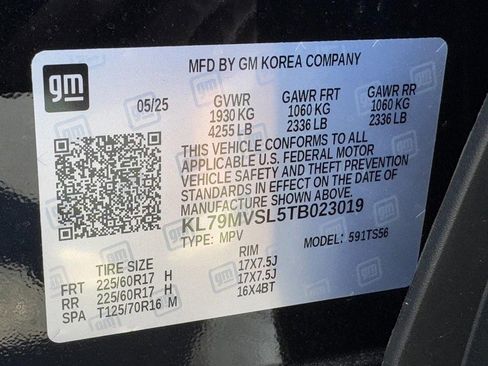 gm
MFD BY GM KOREA COMPANY
05/25 GVWR GAWR FRT GAWR RR
1930 KG 1060 KG 1060 KG
4255 LB 2336 LB 2336 LB
THIS VEHICLE CONFORMS TO ALL
APPLICABLE U.S. FEDERAL MOTOR
VEHICLE SAFETY AND THEFT PREVENTION
STANDARDS IN EFFECT ON THE DATE OF
MANUFACTURE SHOWN ABOVE.
KL79MVSL5TB023019
TYPE: MPV MODEL: 591TS56
TIRE SIZE RIM
FRT 225/60R17 H 17X7.5J
RR 225/60R17 H 17X7.5J
SPA T125/70R16 M 16X4BT